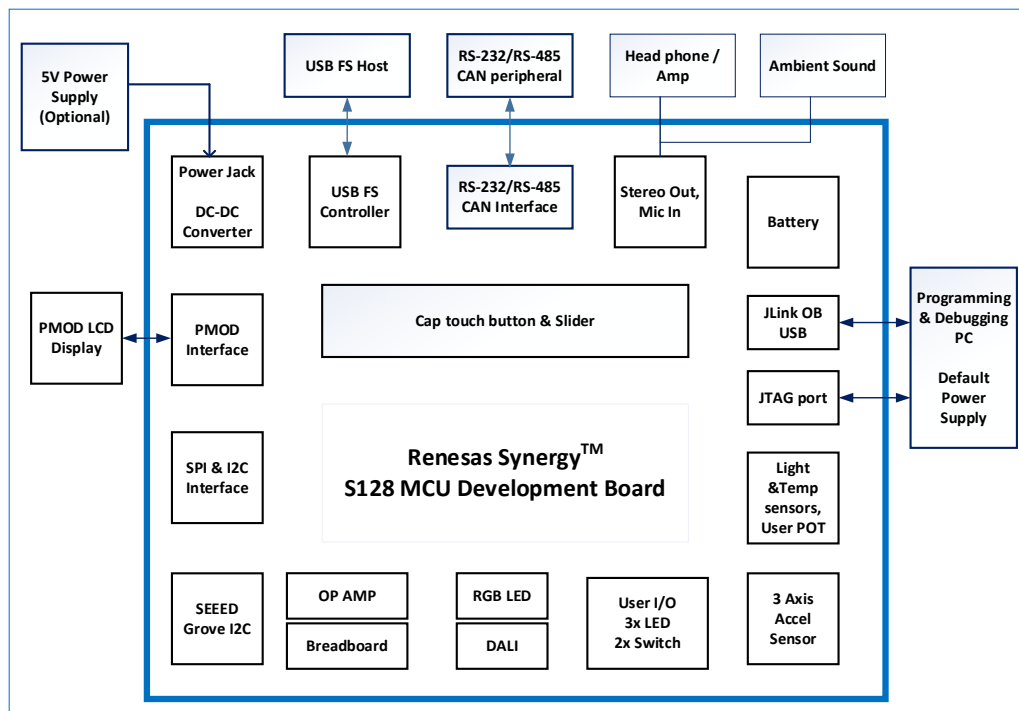 5V Power
Supply
(Optional)
USB FS Host
RS-232/RS-485
CAN peripheral
Head phone /
Amp
Ambient Sound
Power Jack
DC-DC
Converter
USB FS
Controller
RS-232/RS-485
CAN Interface
Stereo Out,
Mic In
Battery
PMOD LCD
Display
PMOD
Interface
Cap touch button & Slider
JLink OB
USB
Programming
& Debugging
PC
Default
Power
Supply
JTAG port
SPI & I2C
Interface
Renesas Synergy™
S128 MCU Development Board
Light
&Temp
sensors,
User POT
SEEED
Grove I2C
OP AMP
Breadboard
RGB LED
DALI
User I/O
3x LED
2x Switch
3 Axis
Accel
Sensor